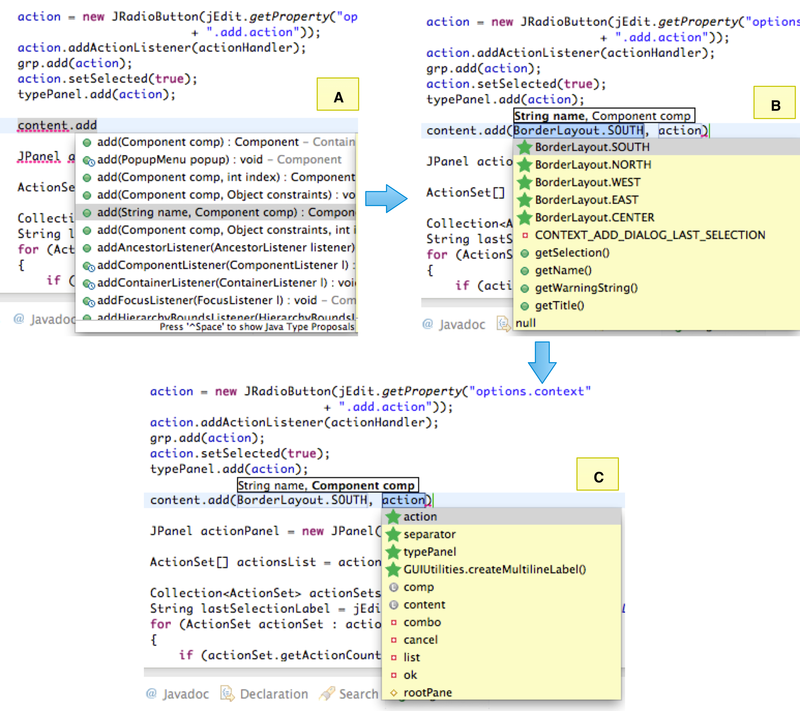 action = new JRadioButton(jEdit.getProperty("op
+ ".add.action"));
action.addActionListener(actionHandler);
grp.add(action);
action.setSelected(true);
typePanel.add(action);
A
content.add
add(Component comp) : Component – Contain
JPanel a
add(PopupMenu popup) : void – Component
add(Component comp, int index) : Compone
ActionSe
add(Component comp, Object constraints) : vo
add(String name, Component comp) : Compo
Collec
add(Component comp, Object constraints, int i
String l
addAncestorListener(AncestorListener listener)
for (Act
addComponentListener(ComponentListener l) :
{
addContainerListener(ContainerListener l) : void
if (
addFocusListener(FocusListener l) : void – Com
addHierarchyBoundsListener(HierarchyBoundsL
@ Javadoc
Press '^Space' to show Java Type Proposals
action = new JRadioButton(jEdit.getProperty("options
+ ".add.action"));
action.addActionListener(actionHandler);
grp.add(action);
action.setSelected(true);
typePanel.add(action);
B
String name, Component comp
content.add(BorderLayout.SOUTH, action)
BorderLayout.SOUTH
JPanel actio
BorderLayout.NORTH
BorderLayout.WEST
ActionSet[]
BorderLayout.EAST
BorderLayout.CENTER
Collection<A
CONTEXT_ADD_DIALOG_LAST_SELECTION
String lastS
getSelection()
for (ActionS
getName()
{
getWarningString()
if (acti
getTitle()
@ Javadoc
null
action = new JRadioButton(jEdit.getProperty("options.context"
+ ".add.action"));
action.addActionListener(actionHandler);
grp.add(action);
action.setSelected(true);
typePanel.add(action);
C
String name, Component comp
content.add(BorderLayout.SOUTH, action)
action
JPanel actionPanel = new JPanel(
separator
typePanel
ActionSet[] actionsList = action
GUIUtilities.createMultilineLabel()
comp
Collection<ActionSet> actionSets
content
String lastSelectionLabel = jEdi
combo
for (ActionSet actionSet : actio
cancel
{
list
if (actionSet.getActionCount
ok
rootPane
@ Javadoc Declaration Search